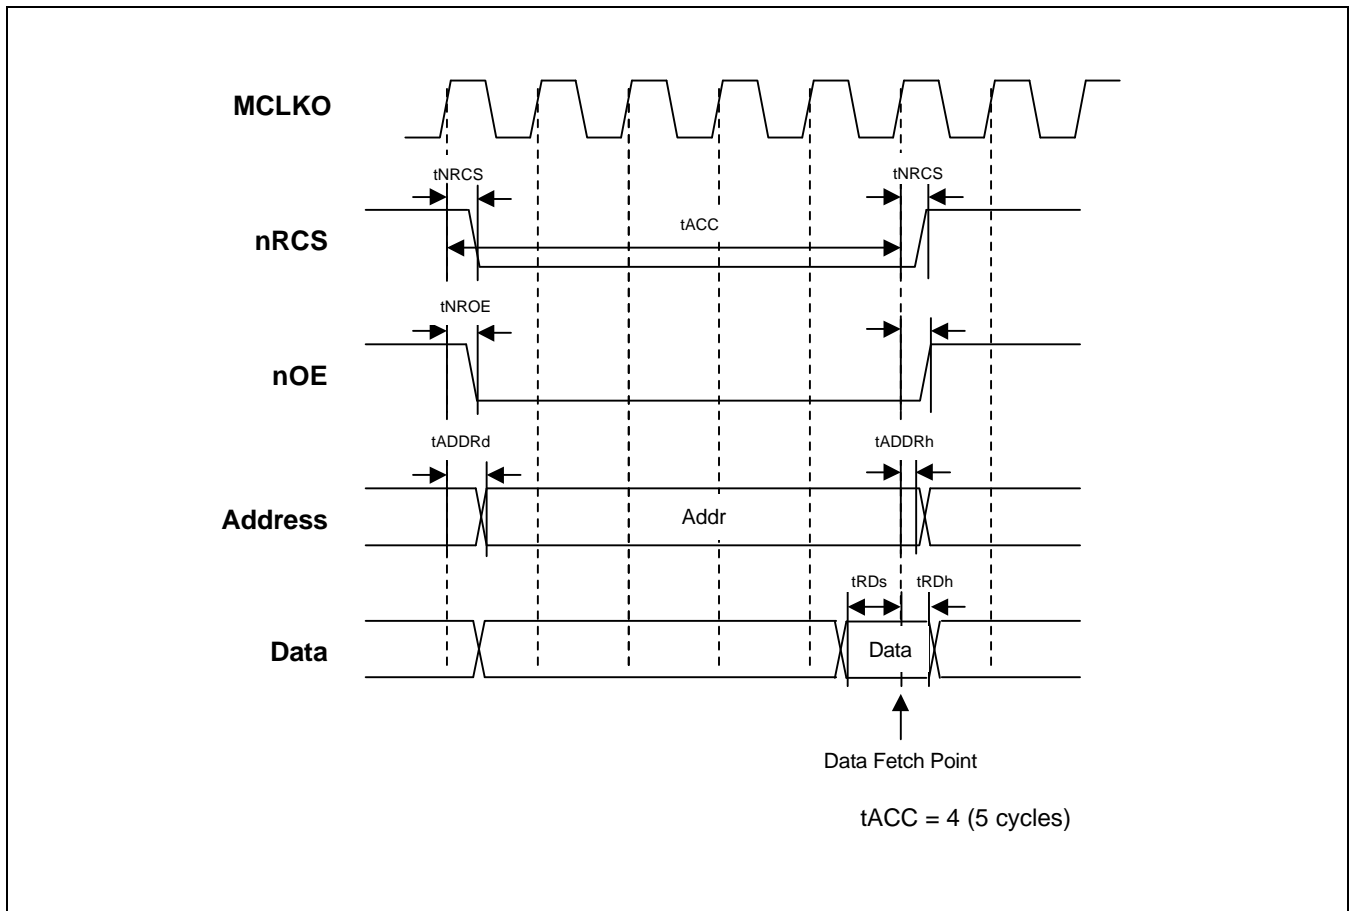 MCLKO
tNRCS
tNRCS
nRCS
tACC
tNROE
nOE
tADDRd
tADDRh
Address
Addr
tRDs
tRDh
Data
Data
Data Fetch Point
tACC = 4 (5 cycles)